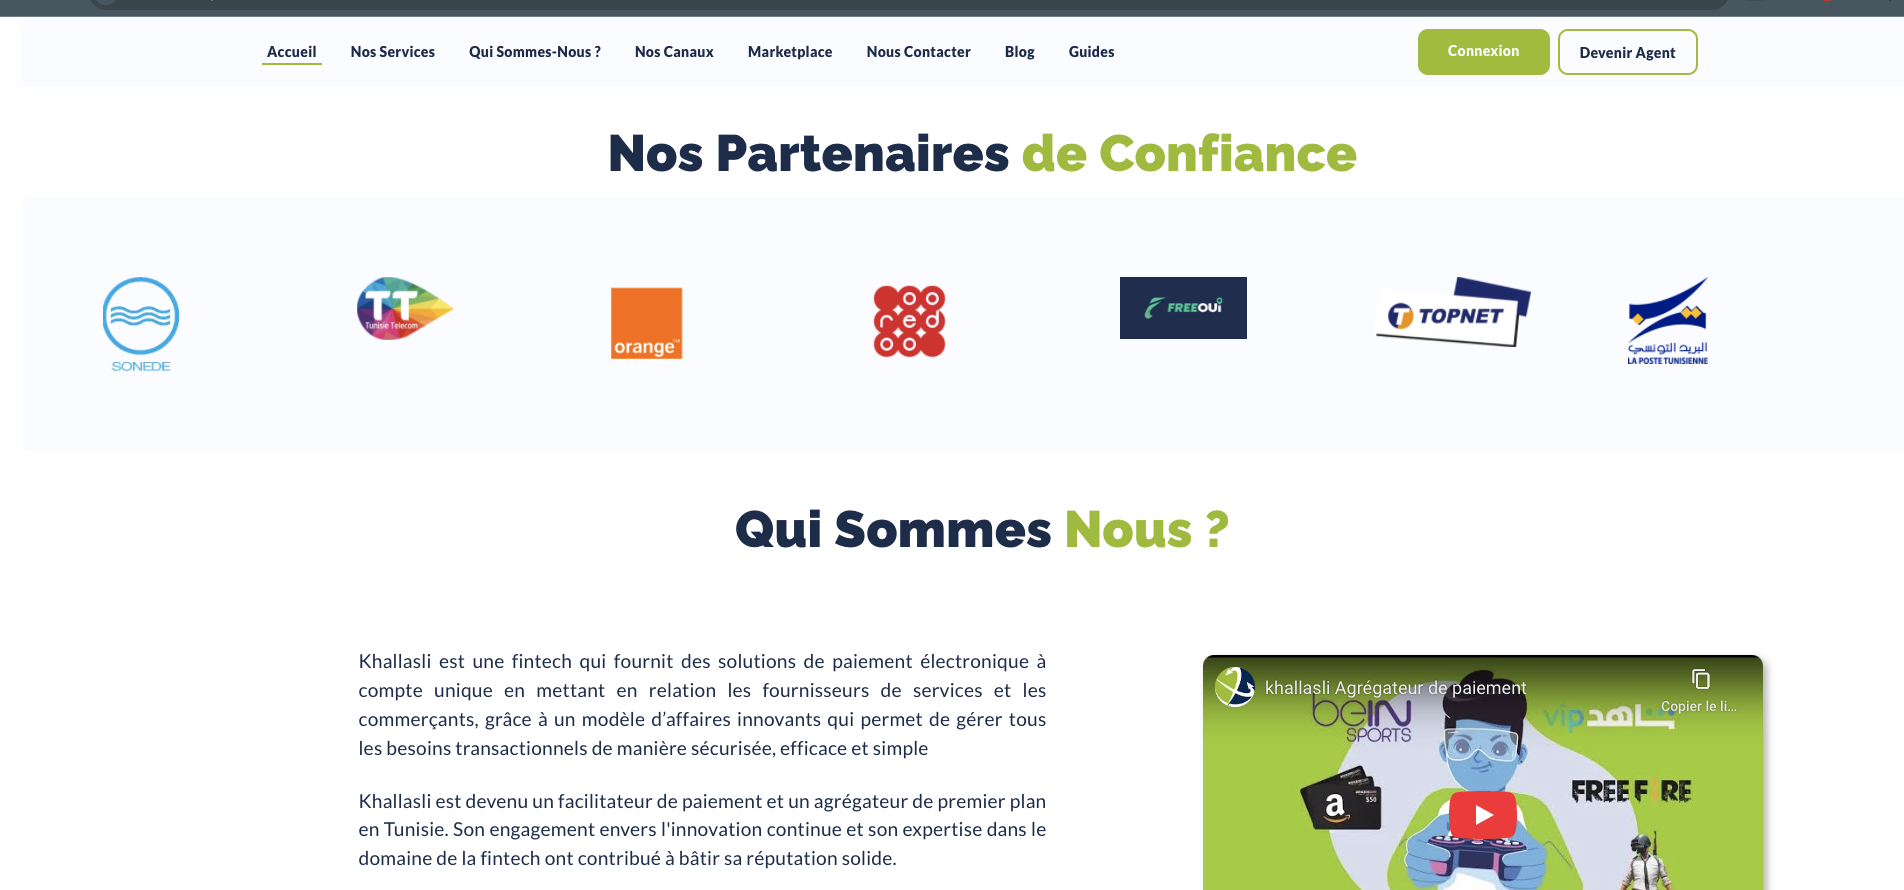 Accueil
Nos Services
Qui Sommes-Nous ?
Nos Canaux
Marketplace
Nous Contacter
Blog
Guides
Connexion
Devenir Agent
Nos Partenaires de Confiance
SONEDE
TT
Tunisie Telecom
orange™
red
FREEOUI
T TOPNET
البريد التونسي
LA POSTE TUNISIENNE
Qui Sommes Nous ?
Khallasli est une fintech qui fournit des solutions de paiement électronique à
compte unique en mettant en relation les fournisseurs de services et les
commerçants, grâce à un modèle d’affaires innovants qui permet de gérer tous
les besoins transactionnels de manière sécurisée, efficace et simple
Khallasli est devenu un facilitateur de paiement et un agrégateur de premier plan
en Tunisie. Son engagement envers l'innovation continue et son expertise dans le
domaine de la fintech ont contribué à bâtir sa réputation solide.
khallasli Agrégateur de paiement
Copier le li...
beIN
SPORTS
شاهد vip
a
$50
FREE FIRE